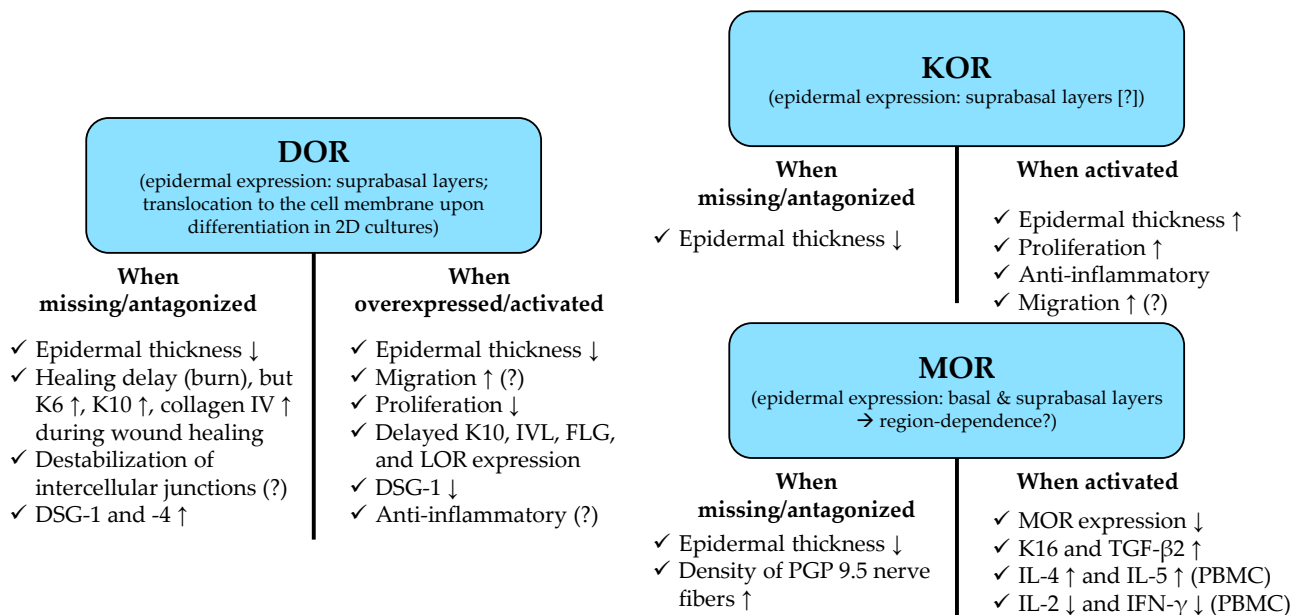 DOR
(epidermal expression: suprabasal layers;
translocation to the cell membrane upon
differentiation in 2D cultures)
When
missing/antagonized
✓ Epidermal thickness ↓
✓ Healing delay (burn), but
K6 ↑, K10 ↑, collagen IV ↑
during wound healing
✓ Destabilization of
intercellular junctions (?)
✓ DSG-1 and -4 ↑
When
overexpressed/activated
✓ Epidermal thickness ↓
✓ Migration ↑ (?)
✓ Proliferation ↓
✓ Delayed K10, IVL, FLG,
and LOR expression
✓ DSG-1 ↓
✓ Anti-inflammatory (?)
KOR
(epidermal expression: suprabasal layers [?])
When
missing/antagonized
✓ Epidermal thickness ↓
When activated
✓ Epidermal thickness ↑
✓ Proliferation ↑
✓ Anti-inflammatory
✓ Migration ↑ (?)
MOR
(epidermal expression: basal & suprabasal layers
→ region-dependence?)
When
missing/antagonized
✓ Epidermal thickness ↓
✓ Density of PGP 9.5 nerve
fibers ↑
When activated
✓ MOR expression ↓
✓ K16 and TGF-β2 ↑
✓ IL-4 ↑ and IL-5 ↑ (PBMC)
✓ IL-2 ↓ and IFN-γ ↓ (PBMC)